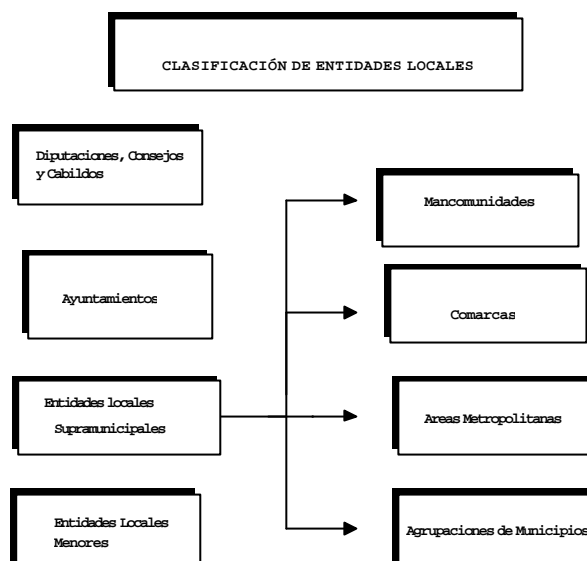 CLASIFICACIÓN DE ENTIDADES LOCALES
Diputaciones, Consejos
y Cabildos
Ayuntamientos
Entidades locales
Supramunicipales
Entidades Locales
Menores
Mancomunidades
Comarcas
Areas Metropolitanas
Agrupaciones de Municipios